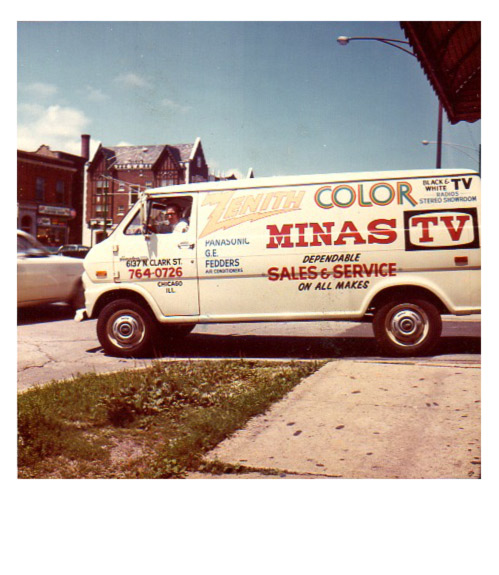 ZENITH COLOR
BLACK &
WHITE TV
RADIOS
STEREO SHOWROOM
PANASONIC
G.E.
FEDDERS
AIR CONDITIONERS
MINAS TV
DEPENDABLE
SALES & SERVICE
ON ALL MAKES
6137 N CLARK ST.
764-0726
CHICAGO
ILL.